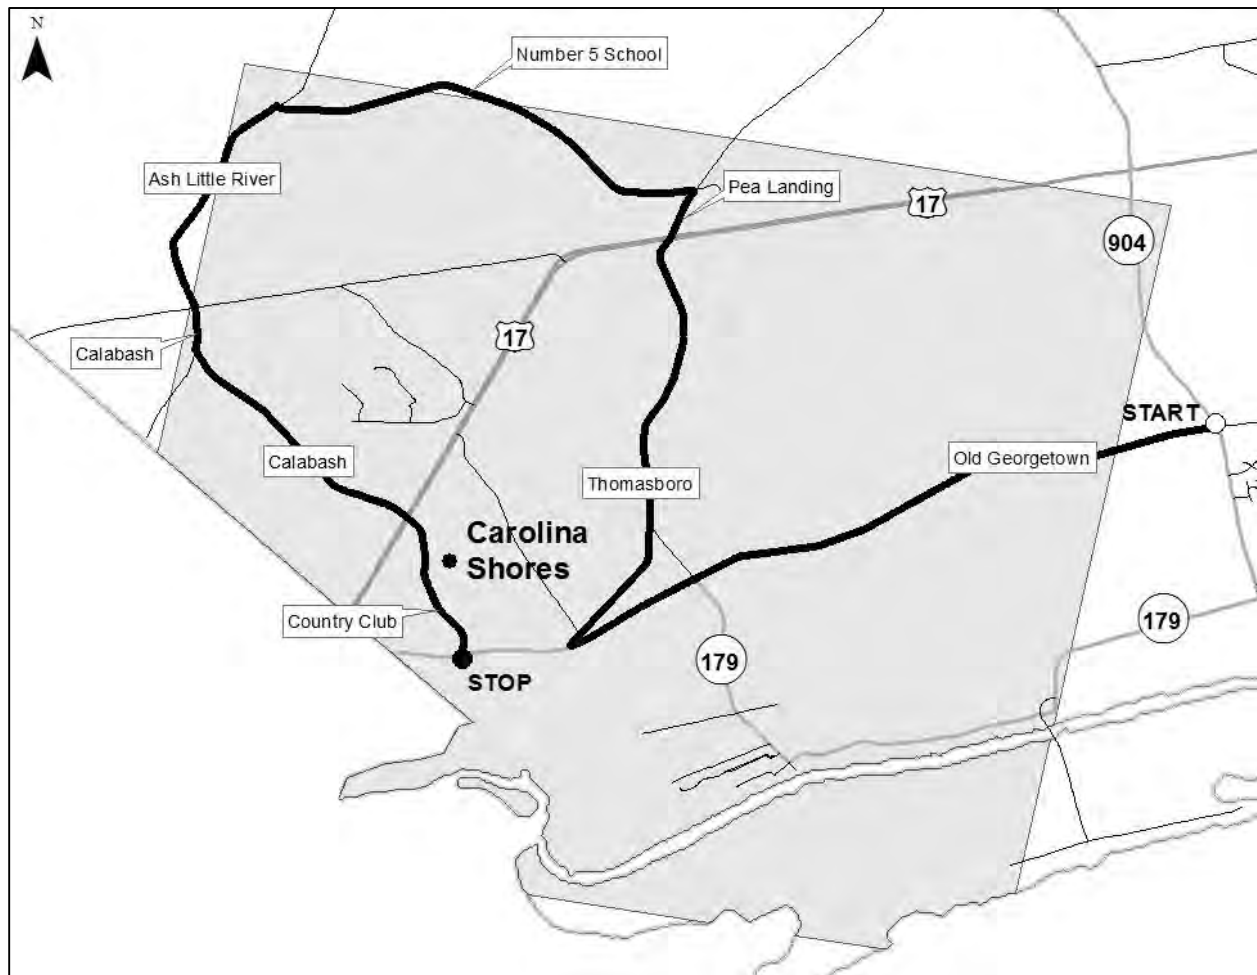 N
Number 5 School
Ash Little River
Pea Landing
17
904
17
Calabash
START
Calabash
Old Georgetown
Thomasboro
Carolina
Shores
Country Club
179
179
STOP